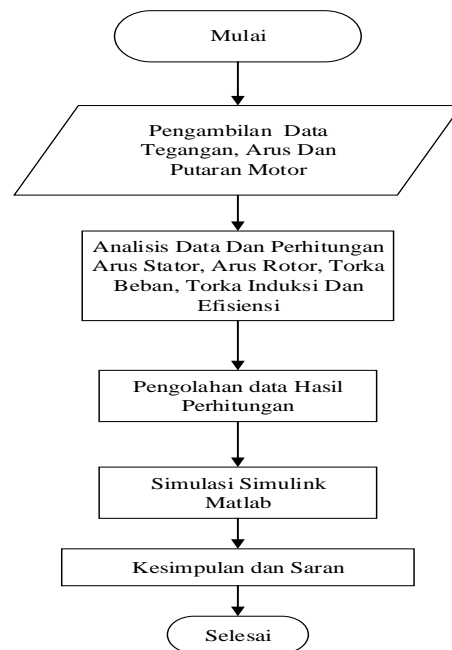 Mulai
Pengambilan Data
Tegangan, Arus Dan
Putaran Motor
Analisis Data Dan Perhitungan
Arus Stator, Arus Rotor, Torka
Beban, Torka Induksi Dan
Efisiensi
Pengolahan data Hasil
Perhitungan
Simulasi Simulink
Matlab
Kesimpulan dan Saran
Selesai